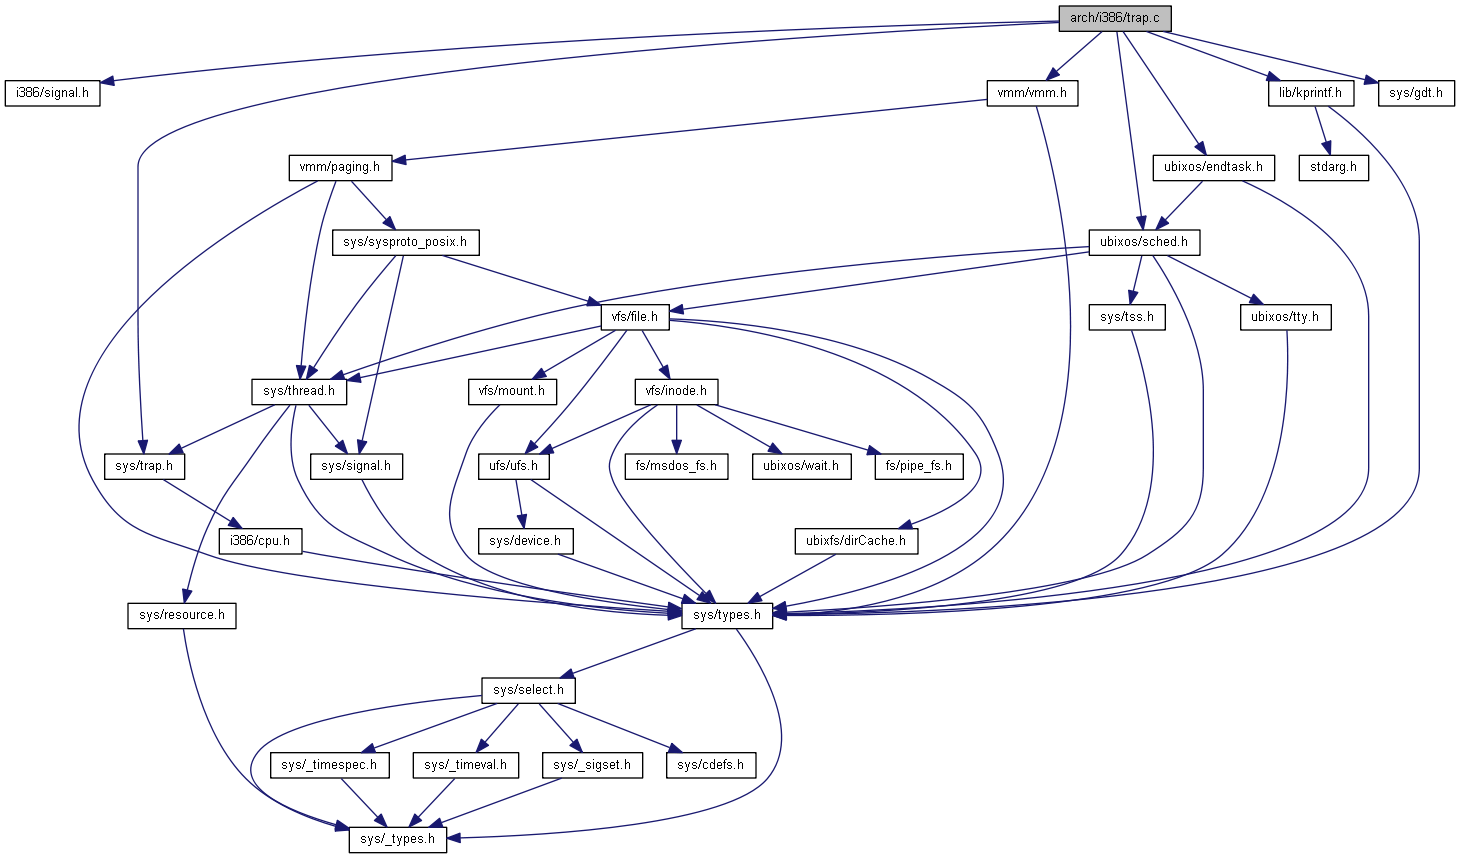 arch/i386/trap.c
i386/signal.h
vmm/vmm.h
lib/kprintf.h
sys/gdt.h
vmm/paging.h
ubixos/endtask.h
stdarg.h
sys/sysproto_posix.h
ubixos/sched.h
vfs/file.h
sys/tss.h
ubixos/tty.h
sys/thread.h
vfs/mount.h
vfs/inode.h
sys/trap.h
sys/signal.h
ufs/ufs.h
fs/msdos_fs.h
ubixos/wait.h
fs/pipe_fs.h
i386/cpu.h
sys/device.h
ubixfs/dirCache.h
sys/resource.h
sys/types.h
sys/select.h
sys/_timespec.h
sys/_timeval.h
sys/_sigset.h
sys/cdefs.h
sys/_types.h